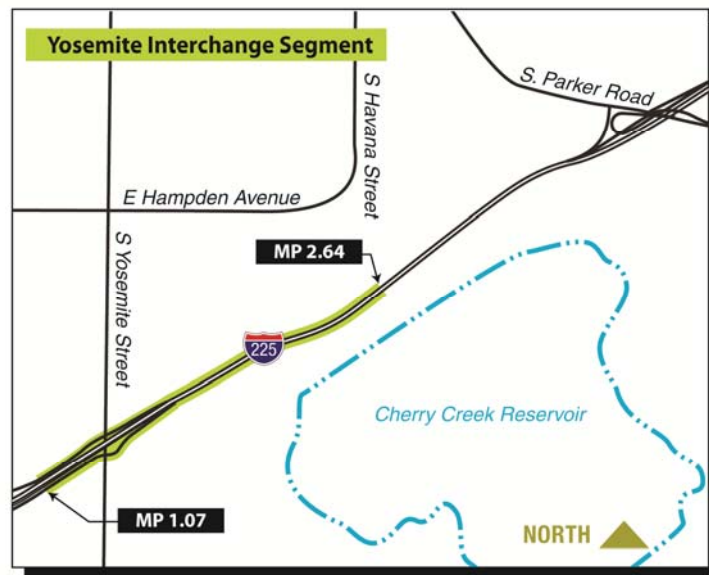 Yosemite Interchange Segment
S Havana Street
S. Parker Road
E Hampden Avenue
S Yosemite Street
MP 2.64
225
Cherry Creek Reservoir
MP 1.07
NORTH